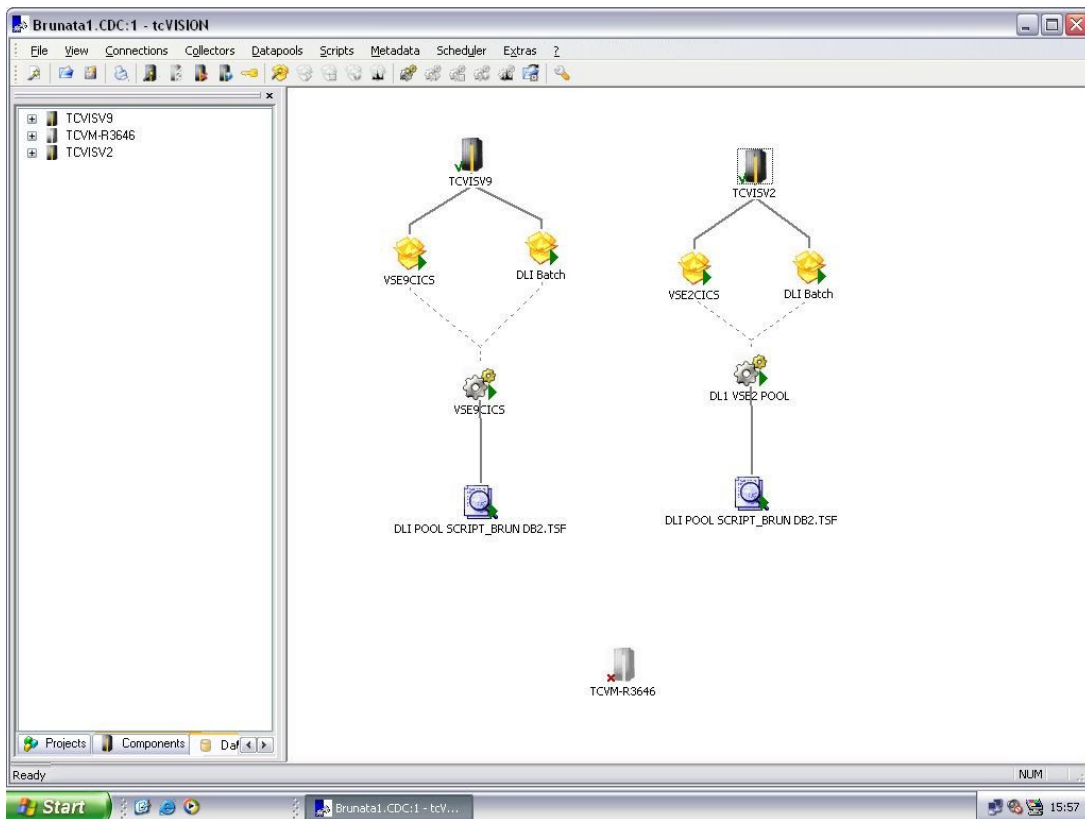 Brunata1.CDC:1 - tcVISION
File View Connections Collectors Datapools Scripts Metadata Scheduler Extras ?
TCVISV9
TCVM-R3646
TCVISV2
TCVISV9
TCVISV2
VSE9CICS
DLI Batch
VSE2CICS
DLI Batch
VSE9CICS
DL1 VSE2 POOL
DLI POOL SCRIPT_BRUN DB2.TSF
DLI POOL SCRIPT_BRUN DB2.TSF
TCVM-R3646
Projects Components Dat
Ready
NUM
Start
Brunata1.CDC:1 - tcV...
15:57